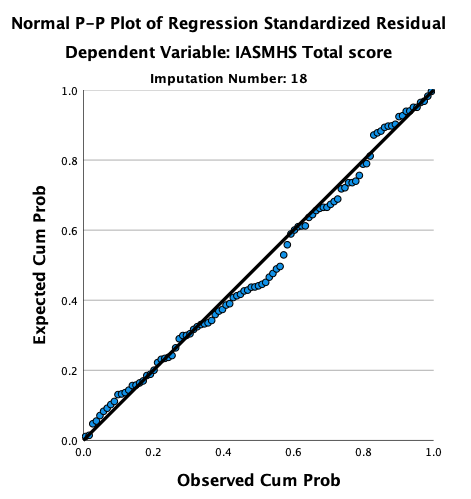 Normal P-P Plot of Regression Standardized Residual
Dependent Variable: IASMHS Total score
Imputation Number: 18
1.0
0.8
0.6
0.4
0.2
0.0
Expected Cum Prob
0.0 0.2 0.4 0.6 0.8 1.0
Observed Cum Prob